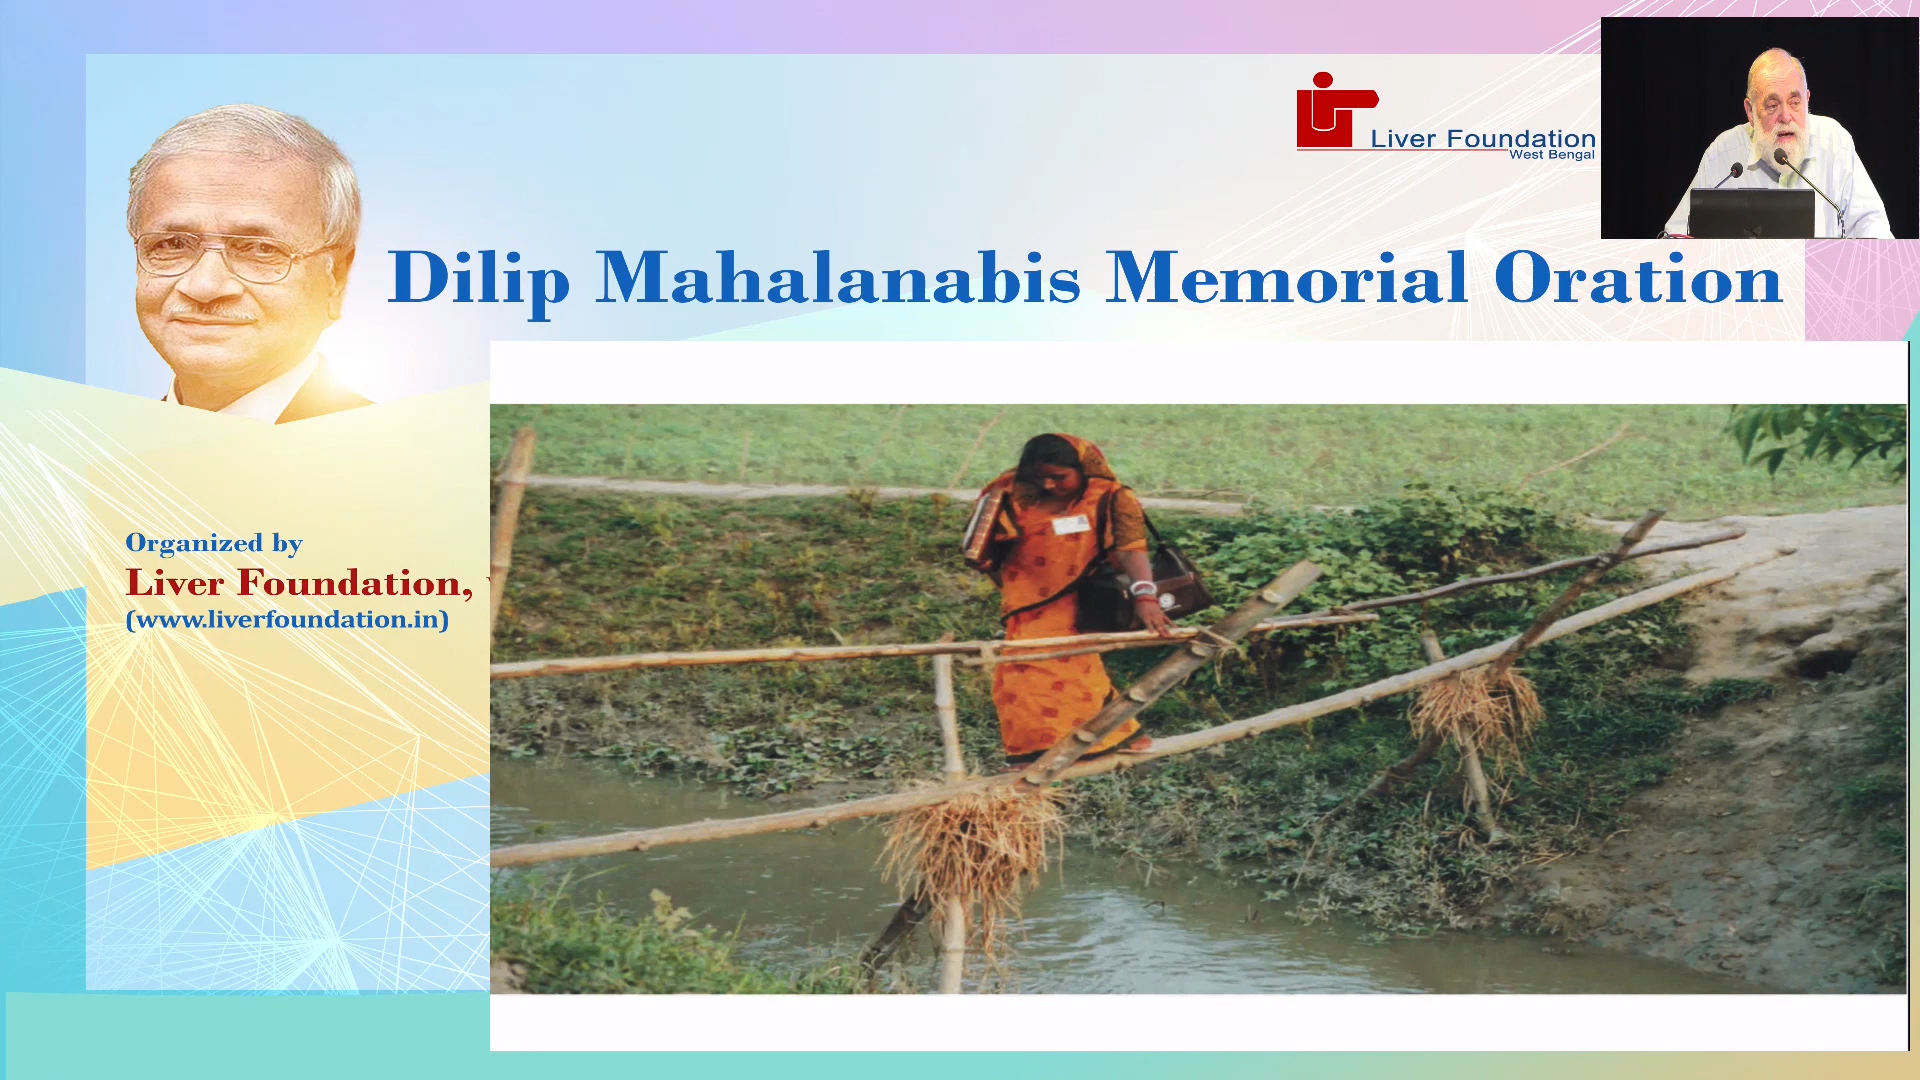 Liver Foundation
West Bengal
Dilip Mahalanabis Memorial Oration
Organized by
Liver Foundation,
(www.liverfoundation.in)